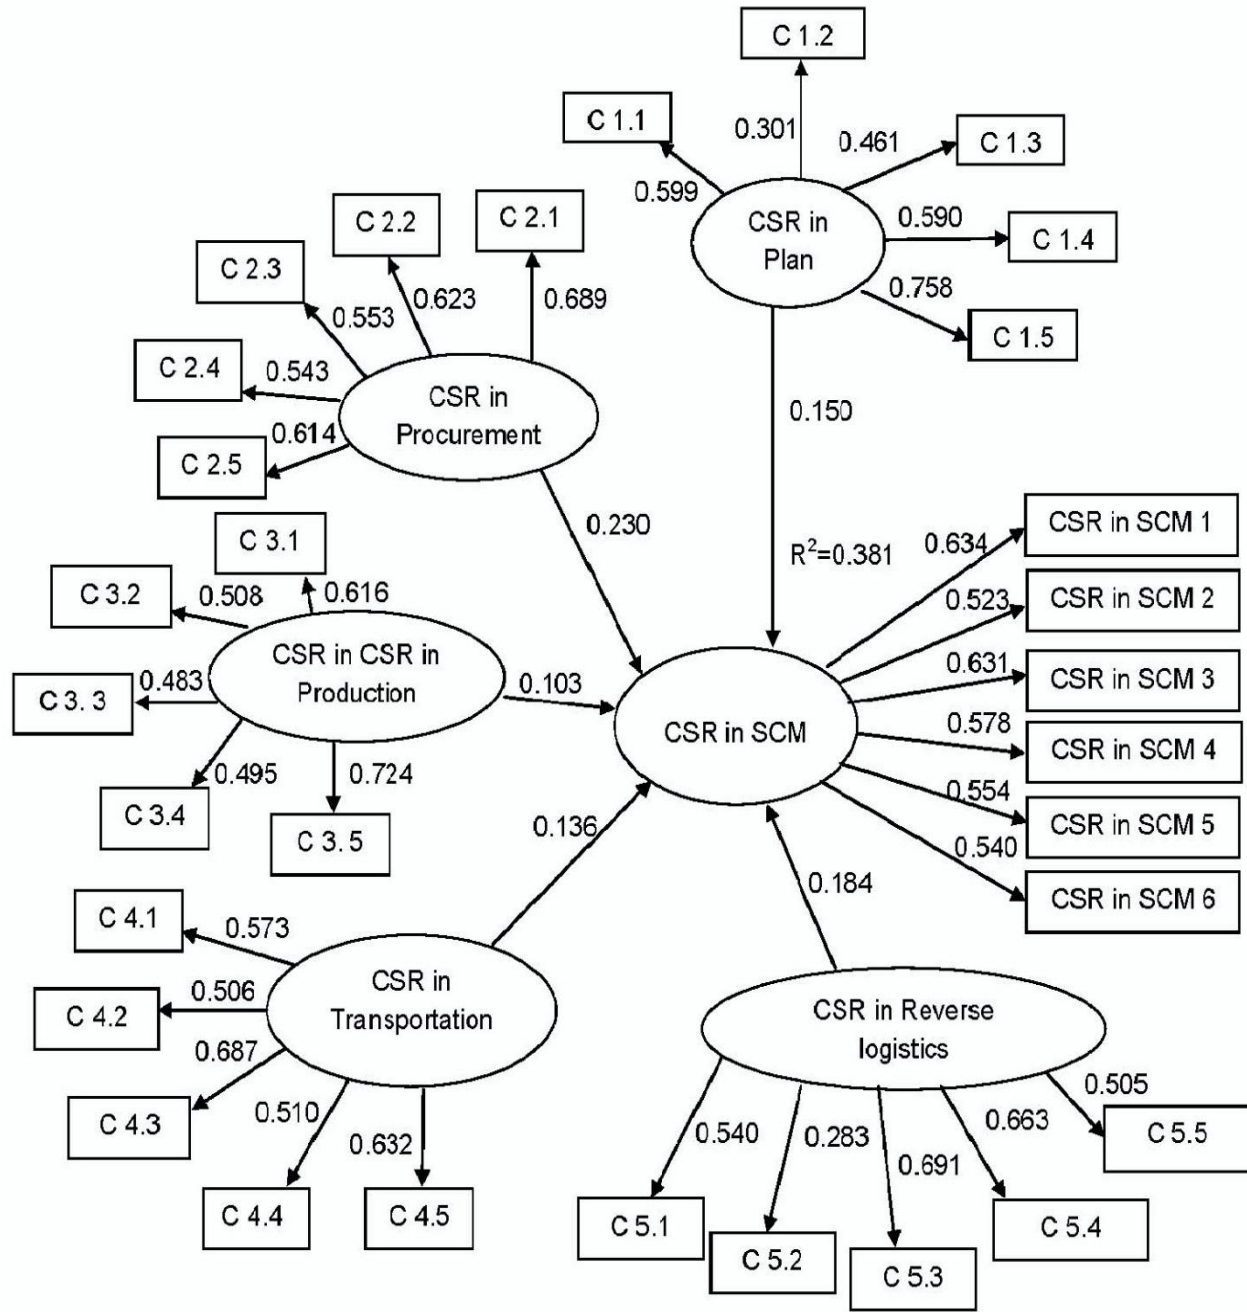 C 1.2
C 1.1
0.301
0.461
C 1.3
0.599
CSR in
Plan
0.590
C 1.4
0.758
C 1.5
0.150
C 2.2
C 2.1
C 2.3
0.623
0.689
0.553
C 2.4
0.543
CSR in
Procurement
0.614
C 2.5
0.230
R²=0.381
C 3.1
C 3.2
0.508
0.616
CSR in CSR in
Production
0.483
C 3. 3
0.103
0.495
0.724
C 3.4
C 3. 5
CSR in SCM
0.634
CSR in SCM 1
0.523
CSR in SCM 2
0.631
CSR in SCM 3
0.578
CSR in SCM 4
0.554
CSR in SCM 5
0.540
CSR in SCM 6
0.136
0.184
C 4.1
0.573
CSR in
Transportation
0.506
C 4.2
0.687
C 4.3
0.510
0.632
C 4.4
C 4.5
CSR in Reverse
logistics
0.505
C 5.5
0.540
0.283
0.691
0.663
C 5.1
C 5.2
C 5.3
C 5.4